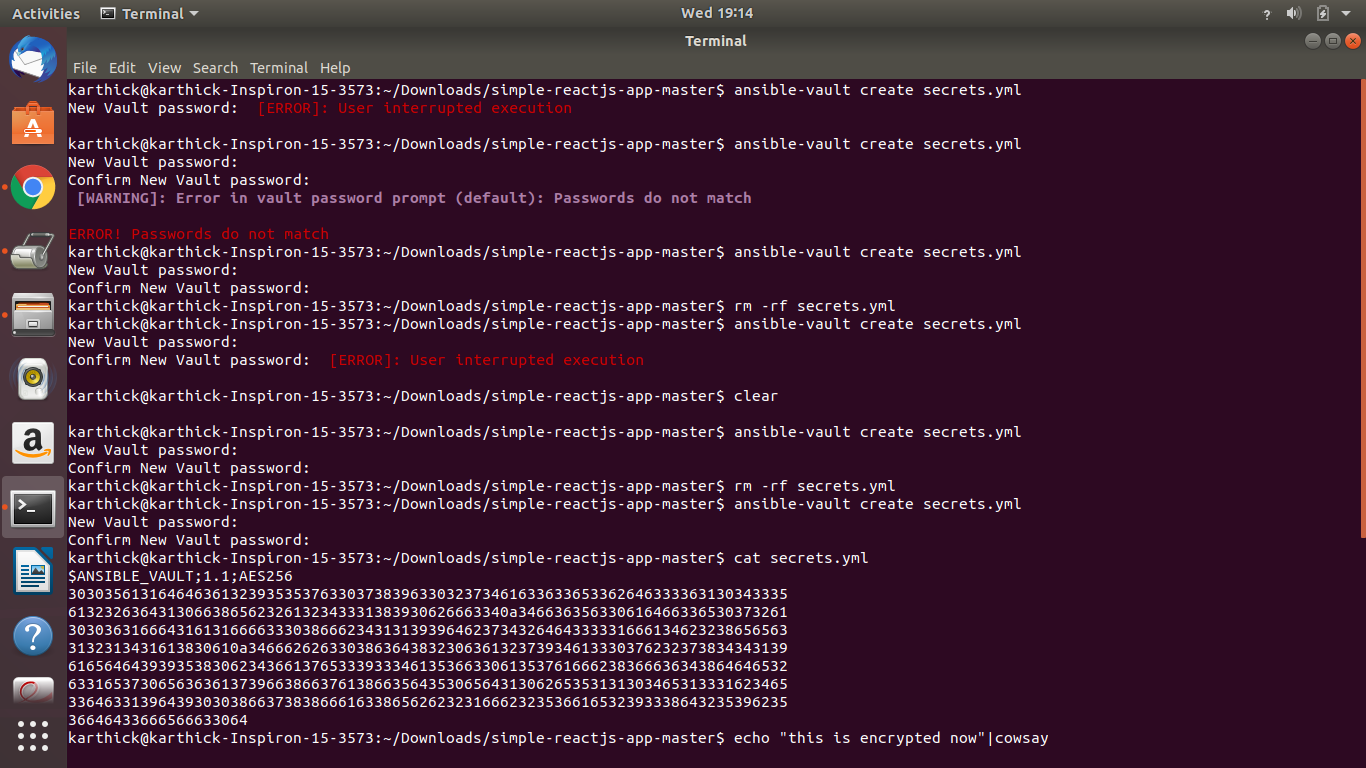 Activities Terminal Wed 19:14 ?
Terminal
File Edit View Search Terminal Help
karthick@karthick-Inspiron-15-3573:~/Downloads/simple-reactjs-app-master$ ansible-vault create secrets.yml
New Vault password:  [ERROR]: User interrupted execution
karthick@karthick-Inspiron-15-3573:~/Downloads/simple-reactjs-app-master$ ansible-vault create secrets.yml
New Vault password:
Confirm New Vault password:
[WARNING]: Error in vault password prompt (default): Passwords do not match
ERROR! Passwords do not match
karthick@karthick-Inspiron-15-3573:~/Downloads/simple-reactjs-app-master$ ansible-vault create secrets.yml
New Vault password:
Confirm New Vault password:
karthick@karthick-Inspiron-15-3573:~/Downloads/simple-reactjs-app-master$ rm -rf secrets.yml
karthick@karthick-Inspiron-15-3573:~/Downloads/simple-reactjs-app-master$ ansible-vault create secrets.yml
New Vault password:
Confirm New Vault password:  [ERROR]: User interrupted execution
karthick@karthick-Inspiron-15-3573:~/Downloads/simple-reactjs-app-master$ clear
karthick@karthick-Inspiron-15-3573:~/Downloads/simple-reactjs-app-master$ ansible-vault create secrets.yml
New Vault password:
Confirm New Vault password:
karthick@karthick-Inspiron-15-3573:~/Downloads/simple-reactjs-app-master$ rm -rf secrets.yml
karthick@karthick-Inspiron-15-3573:~/Downloads/simple-reactjs-app-master$ ansible-vault create secrets.yml
New Vault password:
Confirm New Vault password:
karthick@karthick-Inspiron-15-3573:~/Downloads/simple-reactjs-app-master$ cat secrets.yml
$ANSIBLE_VAULT;1.1;AES256
36646433666566633064
karthick@karthick-Inspiron-15-3573:~/Downloads/simple-reactjs-app-master$ echo "this is encrypted now"|cowsay